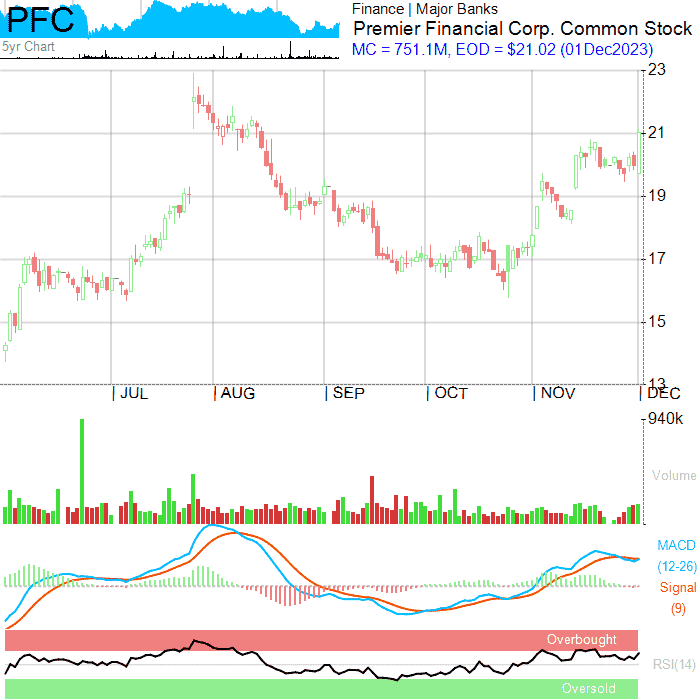 PFC
5yr Chart
Finance | Major Banks
Premier Financial Corp. Common Stock
MC = 751.1M, EOD = $21.02 (01Dec2023)
23
21
19
17
15
13
| JUL | AUG | SEP | OCT | NOV | DEC
940k
Volume
MACD
(12-26)
Signal
(9)
Overbought
RSI(14)
Oversold